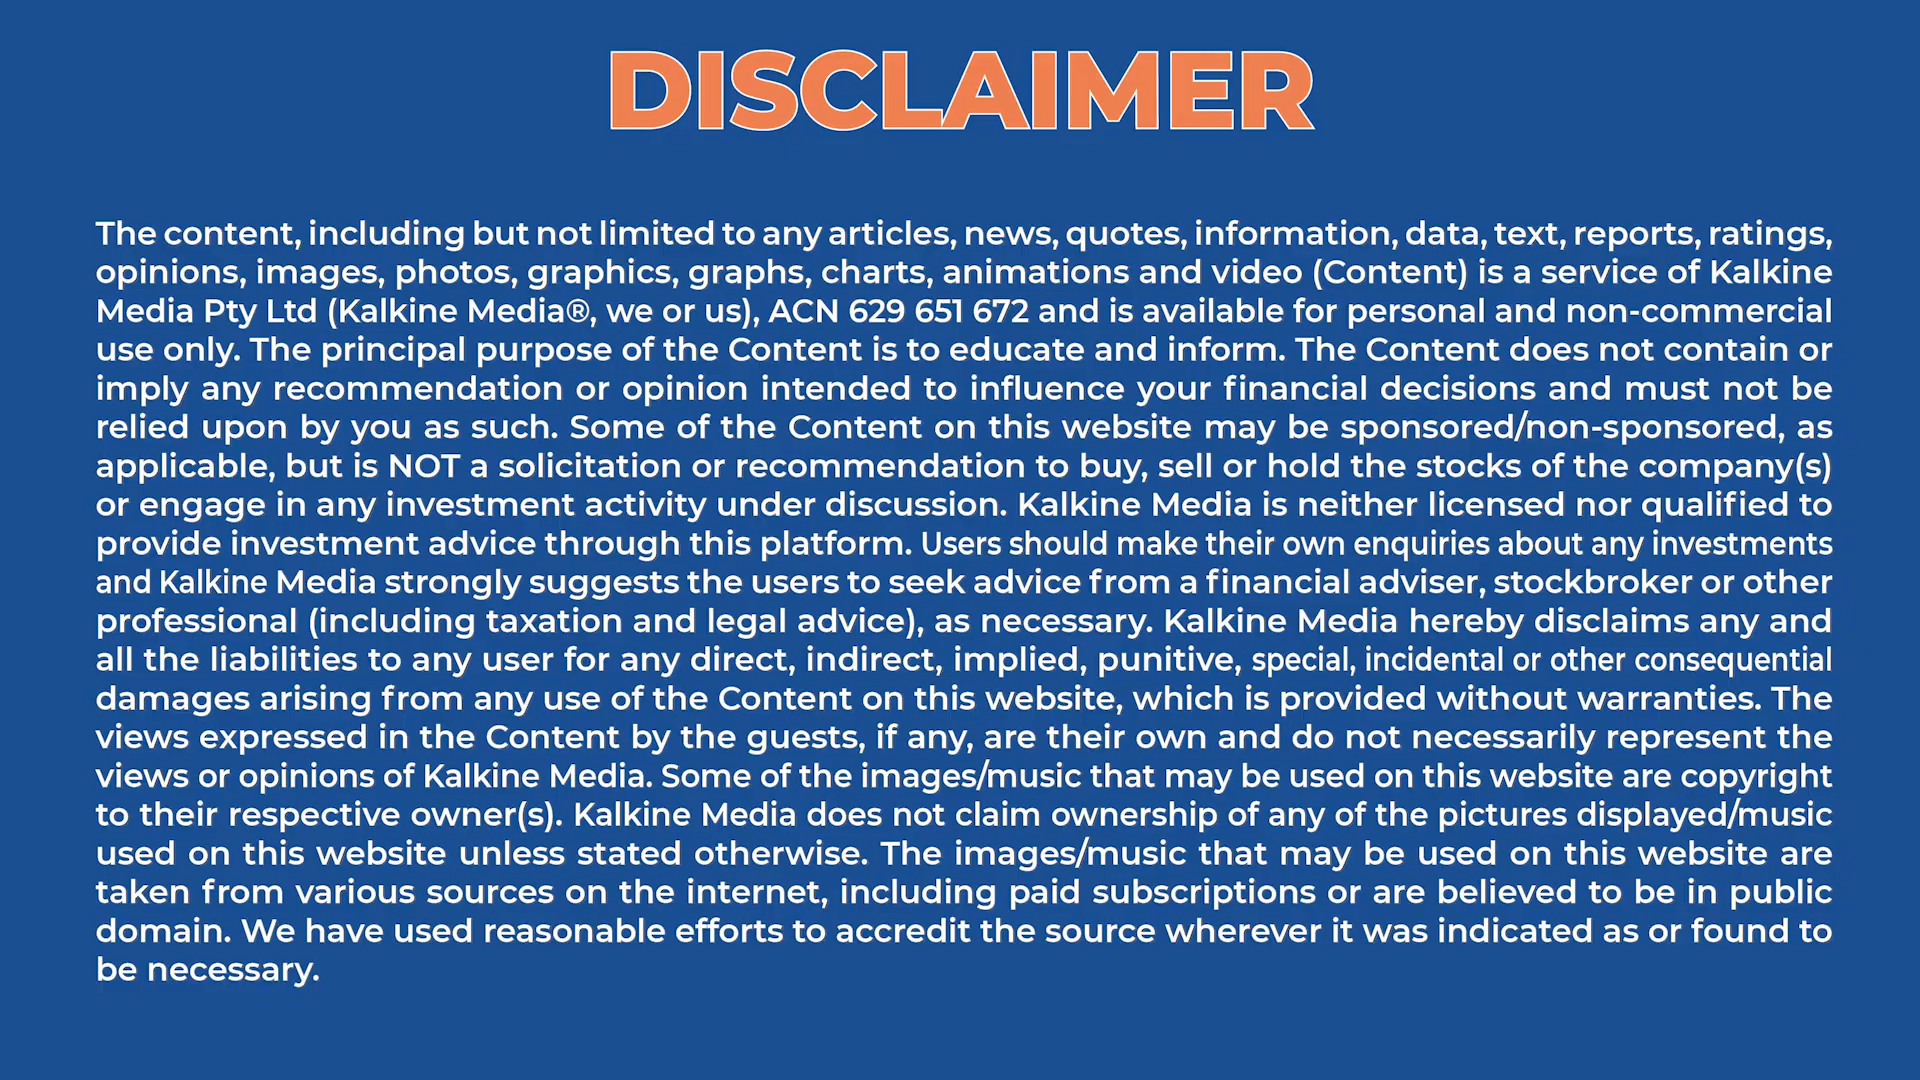 DISCLAIMER
The content, including but not limited to any articles, news, quotes, information, data, text, reports, ratings,
opinions, images, photos, graphics, graphs, charts, animations and video (Content) is a service of Kalkine
Media Pty Ltd (Kalkine Media®, we or us), ACN 629 651 672 and is available for personal and non-commercial
use only. The principal purpose of the Content is to educate and inform. The Content does not contain or
imply any recommendation or opinion intended to influence your financial decisions and must not be
relied upon by you as such. Some of the Content on this website may be sponsored/non-sponsored, as
applicable, but is NOT a solicitation or recommendation to buy, sell or hold the stocks of the company(s)
or engage in any investment activity under discussion. Kalkine Media is neither licensed nor qualified to
provide investment advice through this platform. Users should make their own enquiries about any investments
and Kalkine Media strongly suggests the users to seek advice from a financial adviser, stockbroker or other
professional (including taxation and legal advice), as necessary. Kalkine Media hereby disclaims any and
all the liabilities to any user for any direct, indirect, implied, punitive, special, incidental or other consequential
damages arising from any use of the Content on this website, which is provided without warranties. The
views expressed in the Content by the guests, if any, are their own and do not necessarily represent the
views or opinions of Kalkine Media. Some of the images/music that may be used on this website are copyright
to their respective owner(s). Kalkine Media does not claim ownership of any of the pictures displayed/music
used on this website unless stated otherwise. The images/music that may be used on this website are
taken from various sources on the internet, including paid subscriptions or are believed to be in public
domain. We have used reasonable efforts to accredit the source wherever it was indicated as or found to
be necessary.